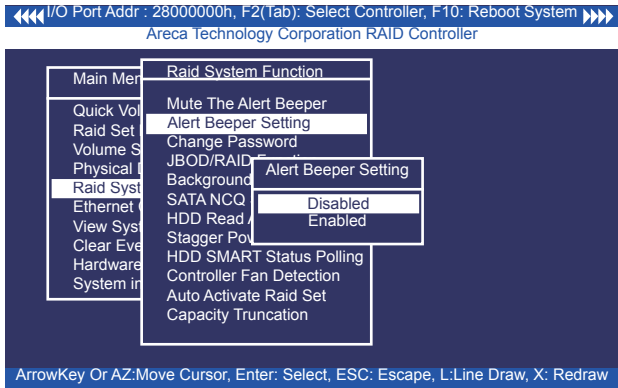 I/O Port Addr : 28000000h, F2(Tab): Select Controller, F10: Reboot System
Areca Technology Corporation RAID Controller
Main Men
Quick Vol
Raid Set
Volume S
Physical
Raid Syst
Ethernet
View Syst
Clear Eve
Hardware
System in
Raid System Function
Mute The Alert Beeper
Alert Beeper Setting
Change Password
JBOD/RAID
Background
SATA NCQ
HDD Read
Stagger Pow
HDD SMART Status Polling
Controller Fan Detection
Auto Activate Raid Set
Capacity Truncation
Alert Beeper Setting
Disabled
Enabled
ArrowKey Or AZ:Move Cursor, Enter: Select, ESC: Escape, L:Line Draw, X: Redraw